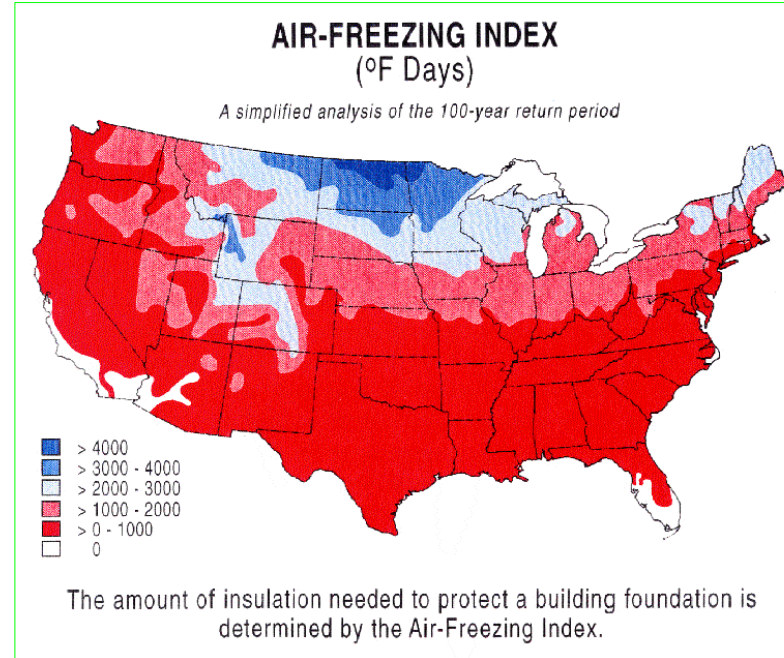 AIR-FREEZING INDEX
(ºF Days)
A simplified analysis of the 100-year return period
> 4000
> 3000 - 4000
> 2000 - 3000
> 1000 - 2000
> 0 - 1000
0
The amount of insulation needed to protect a building foundation is
determined by the Air-Freezing Index.